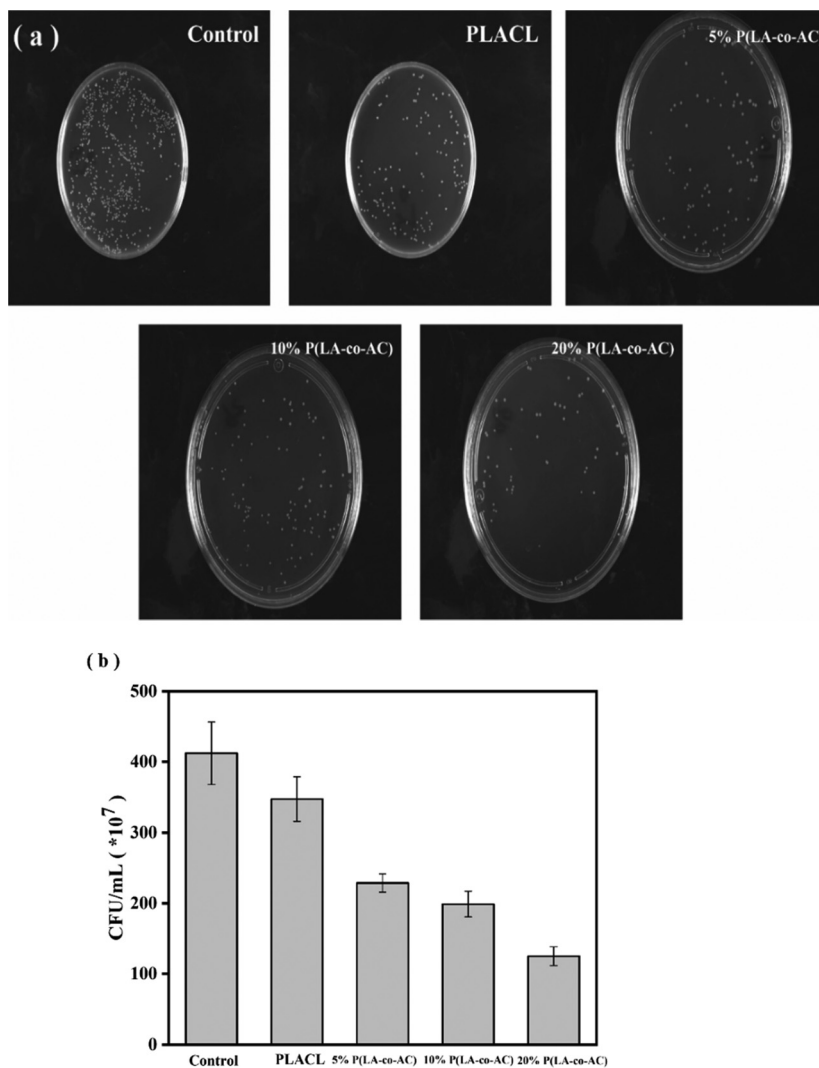 ( a )
Control
PLACL
5% P(LA-co-AC
10% P(LA-co-AC)
20% P(LA-co-AC)
( b )
500
400
300
200
100
0
CFU/mL ( *10⁷ )
Control
PLACL
5% P(LA-co-AC)
10% P(LA-co-AC)
20% P(LA-co-AC)